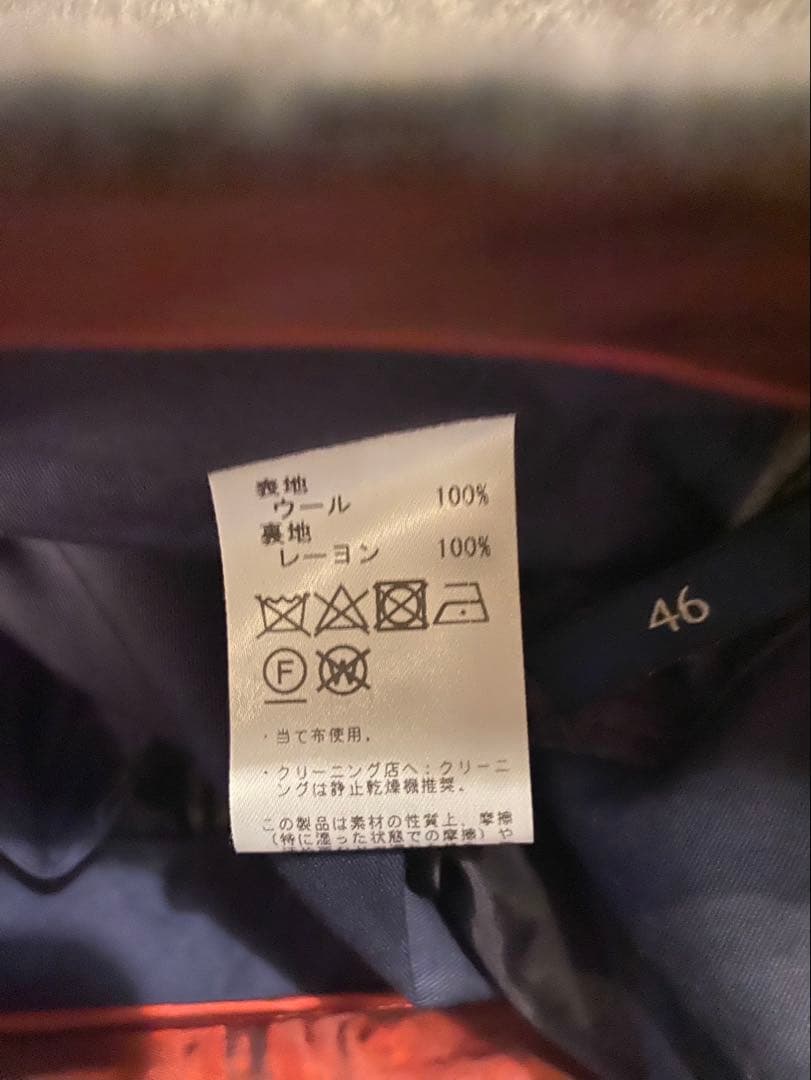 表地
ウール 100%
裏地
レーヨン 100%
F W
・当て布使用.
・クリーニング店へ:クリーニ
ングは静止乾燥機推奨.
この製品は素材の性質上, 摩擦
(特に湿った状態での摩擦) や
46